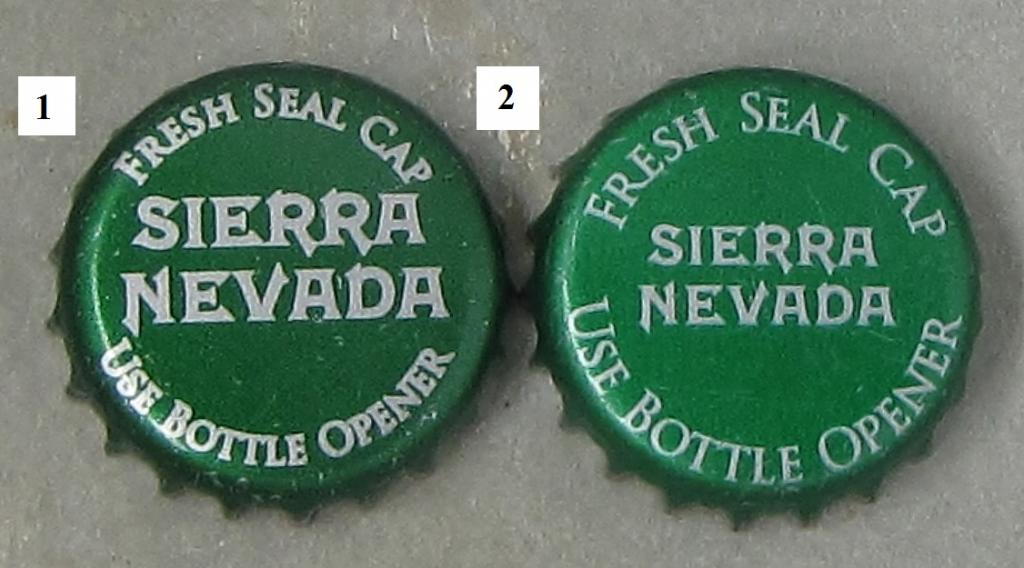 1
FRESH SEAL CAP
SIERRA
NEVADA
USE BOTTLE OPENER
2
FRESH SEAL CAP
SIERRA
NEVADA
USE BOTTLE OPENER